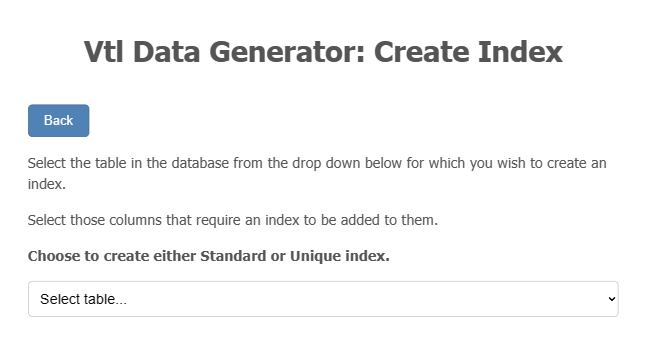 Vtl Data Generator: Create Index
Back
Select the table in the database from the drop down below for which you wish to create an
index.
Select those columns that require an index to be added to them.
Choose to create either Standard or Unique index.
Select table...